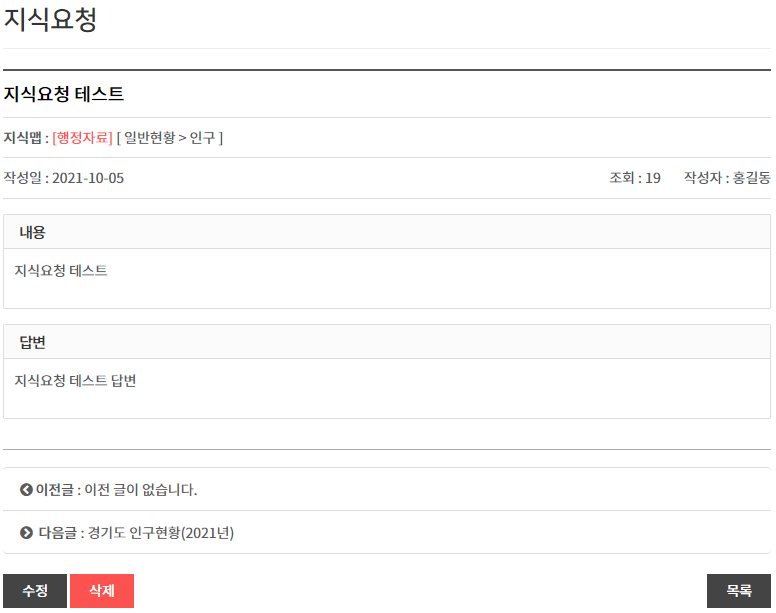 지식요청
지식요청 테스트
지식맵 : [행정자료] [ 일반현황 > 인구 ]
작성일 : 2021-10-05 조회 : 19 작성자 : 홍길동
내용
지식요청 테스트
답변
지식요청 테스트 답변
이전글 : 이전 글이 없습니다.
다음글 : 경기도 인구현황(2021년)
수정 삭제 목록